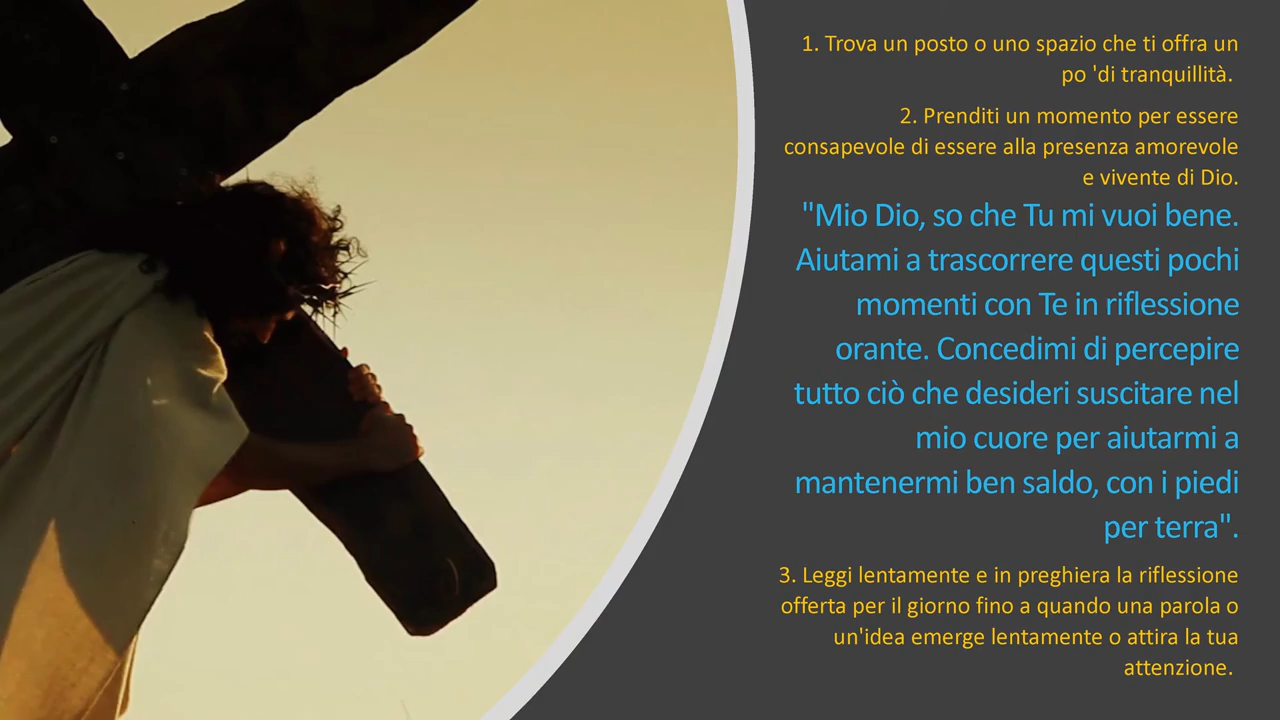 1. Trova un posto o uno spazio che ti offra un
po 'di tranquillità.
2. Prenditi un momento per essere
consapevole di essere alla presenza amorevole
e vivente di Dio.
"Mio Dio, so che Tu mi vuoi bene.
Aiutami a trascorrere questi pochi
momenti con Te in riflessione
orante. Concedimi di percepire
tutto ciò che desideri suscitare nel
mio cuore per aiutarmi a
mantenermi ben saldo, con i piedi
per terra".
3. Leggi lentamente e in preghiera la riflessione
offerta per il giorno fino a quando una parola o
un'idea emerge lentamente o attira la tua
attenzione.